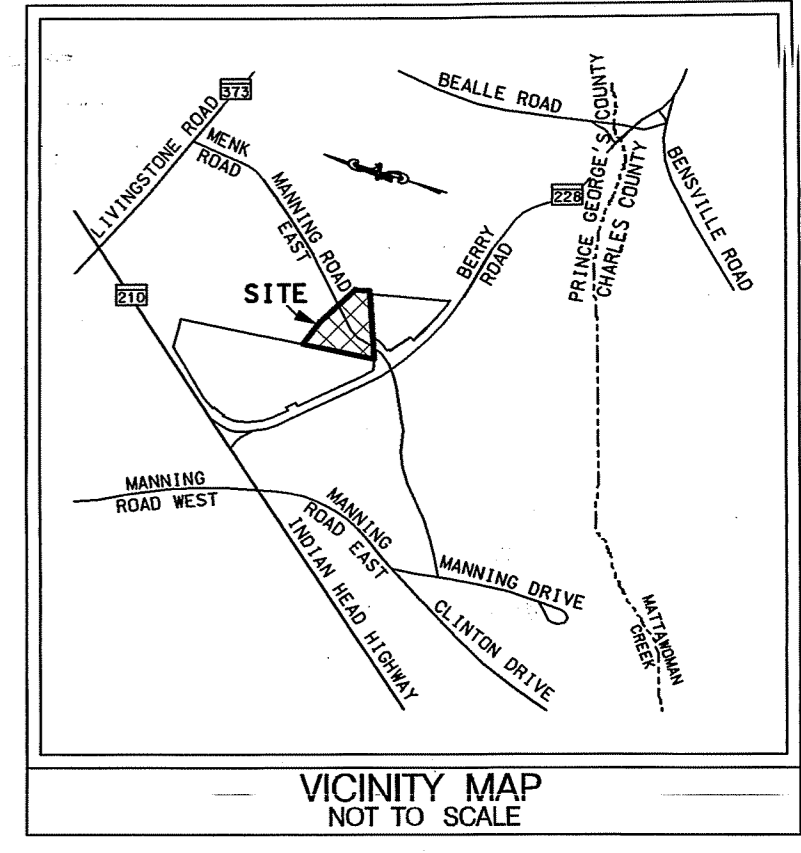 373
LIVINGSTONE ROAD
MENK
ROAD
MANNING ROAD
EAST
BEALLE ROAD
PRINCE GEORGE'S COUNTY
CHARLES COUNTY
BENSVILLE ROAD
228
BERRY
ROAD
210
SITE
MANNING
ROAD WEST
MANNING
ROAD EAST
INDIAN HEAD HIGHWAY
MANNING DRIVE
CLINTON DRIVE
MATTAWOMAN
CREEK
VICINITY MAP
NOT TO SCALE